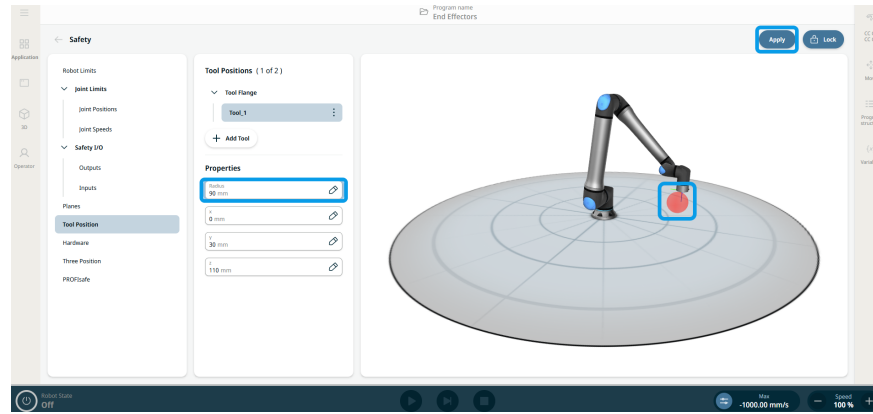 Program name
End Effectors
Safety
Apply
Lock
Application
3D
Operator
Robot Limits
Joint Limits
Joint Positions
Joint Speeds
Safety I/O
Outputs
Inputs
Planes
Tool Position
Hardware
Three Position
PROFIsafe
Tool Positions ( 1 of 2 )
Tool Flange
Tool_1
+ Add Tool
Properties
Radius
90 mm
X
0 mm
Y
30 mm
Z
110 mm
Robot State
Off
Max
-1000.00 mm/s
Speed
100 %